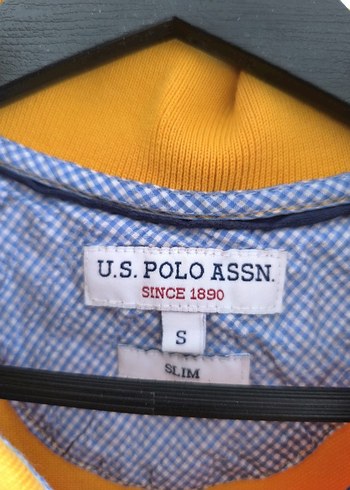 U.S. POLO ASSN.
SINCE 1890
S
SLIM